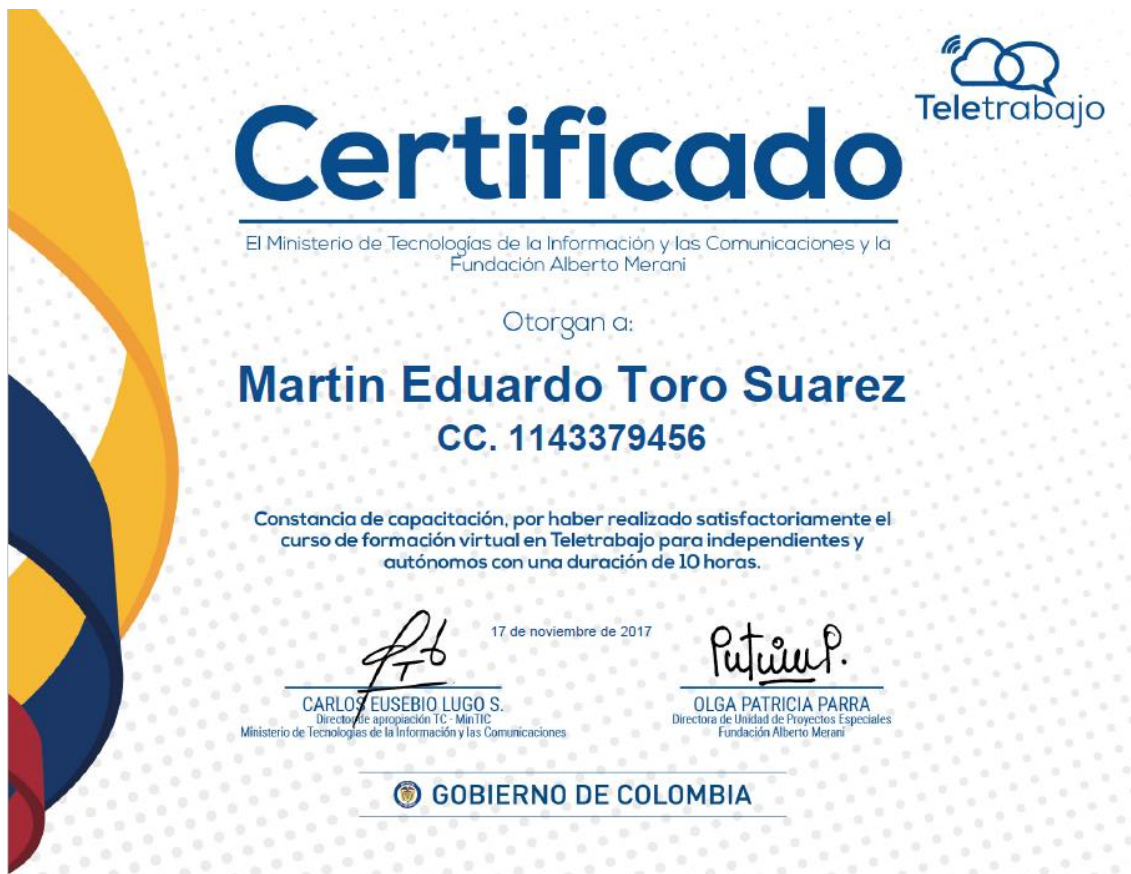 Teletrabajo
Certificado
El Ministerio de Tecnologías de la Información y las Comunicaciones y la
Fundación Alberto Merani
Otorgan a:
Martin Eduardo Toro Suarez
CC. 1143379456
Constancia de capacitación, por haber realizado satisfactoriamente el
curso de formación virtual en Teletrabajo para independientes y
autónomos con una duración de 10 horas.
17 de noviembre de 2017
CARLOS EUSEBIO LUGO S.
Director de apropiación TC - MinTIC
Ministerio de Tecnologías de la Información y las Comunicaciones
OLGA PATRICIA PARRA
Directora de Unidad de Proyectos Especiales
Fundación Alberto Merani
GOBIERNO DE COLOMBIA